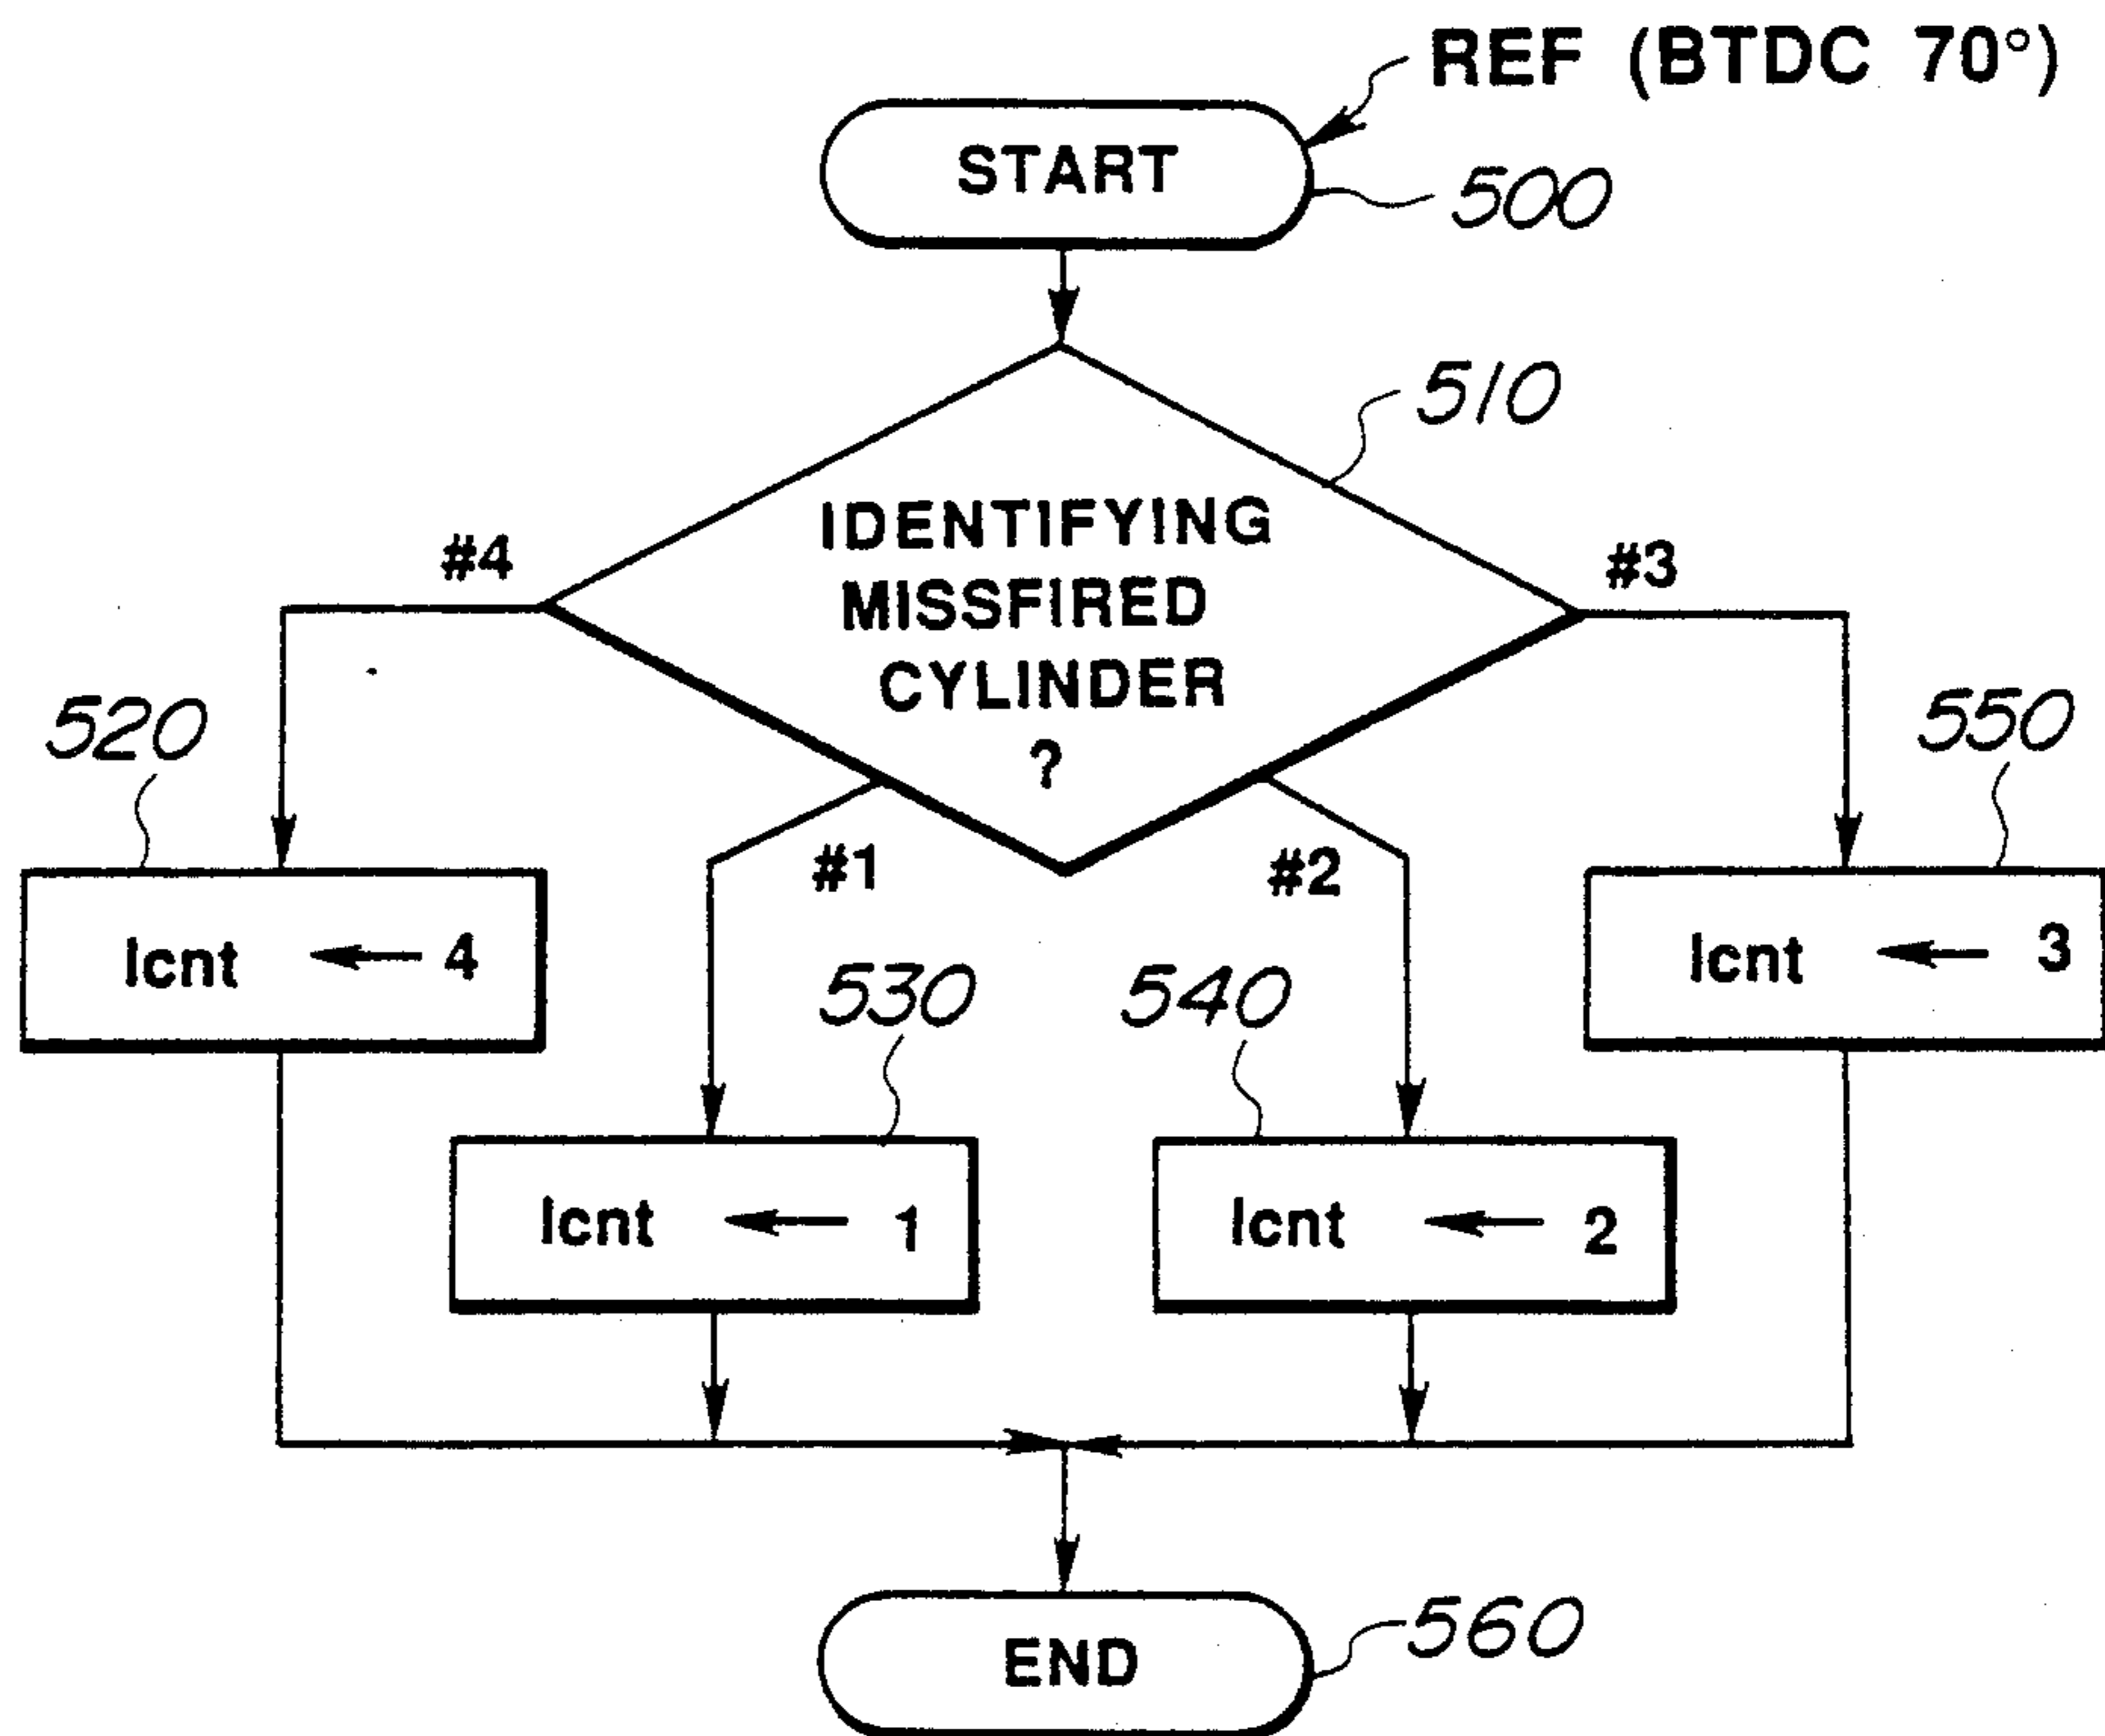 REF (BTDC 70°)
START
500
510
IDENTIFYING
MISSFIRED
CYLINDER
?
#4
#3
520
550
#1
#2
Icnt ← 4
Icnt ← 3
530
540
Icnt ← 1
Icnt ← 2
END
560